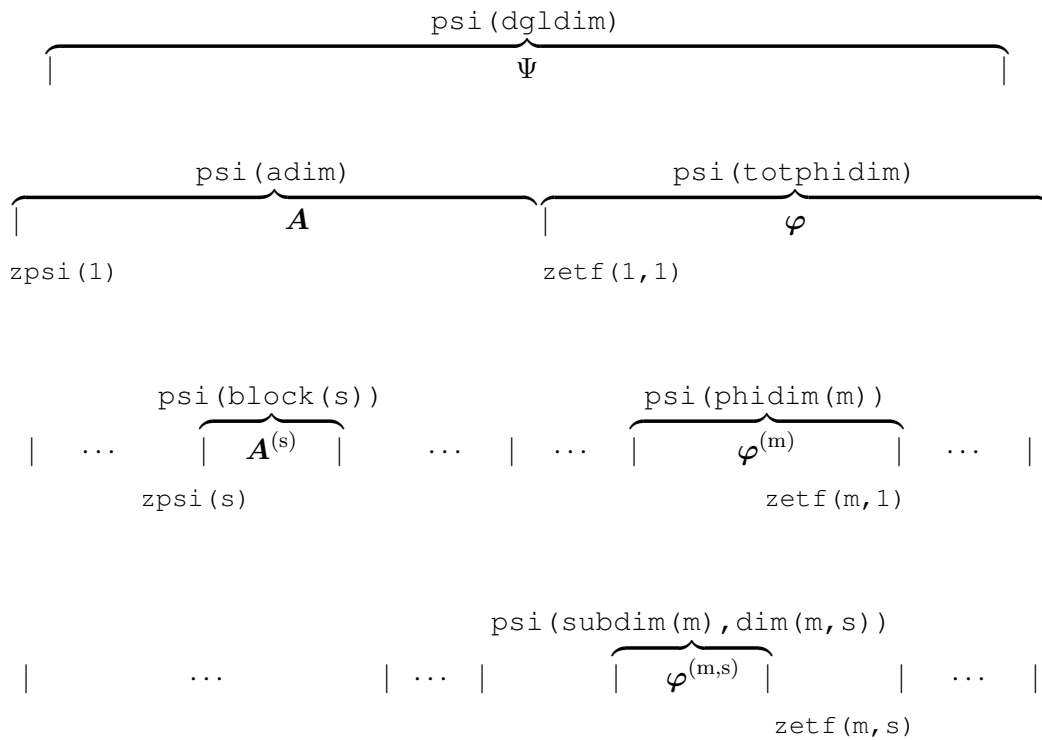 psi(dgldim)
| Ψ |
psi(adim) psi(totphidim)
| A | φ
zpsi(1) zetf(1,1)
psi(block(s)) psi(phidim(m))
| ··· | A^(s) | ··· | ··· | φ^(m) | ··· |
zpsi(s) zetf(m,1)
psi(subdim(m),dim(m,s))
| ··· | ··· | | φ^(m,s) | | ··· |
zetf(m,s)